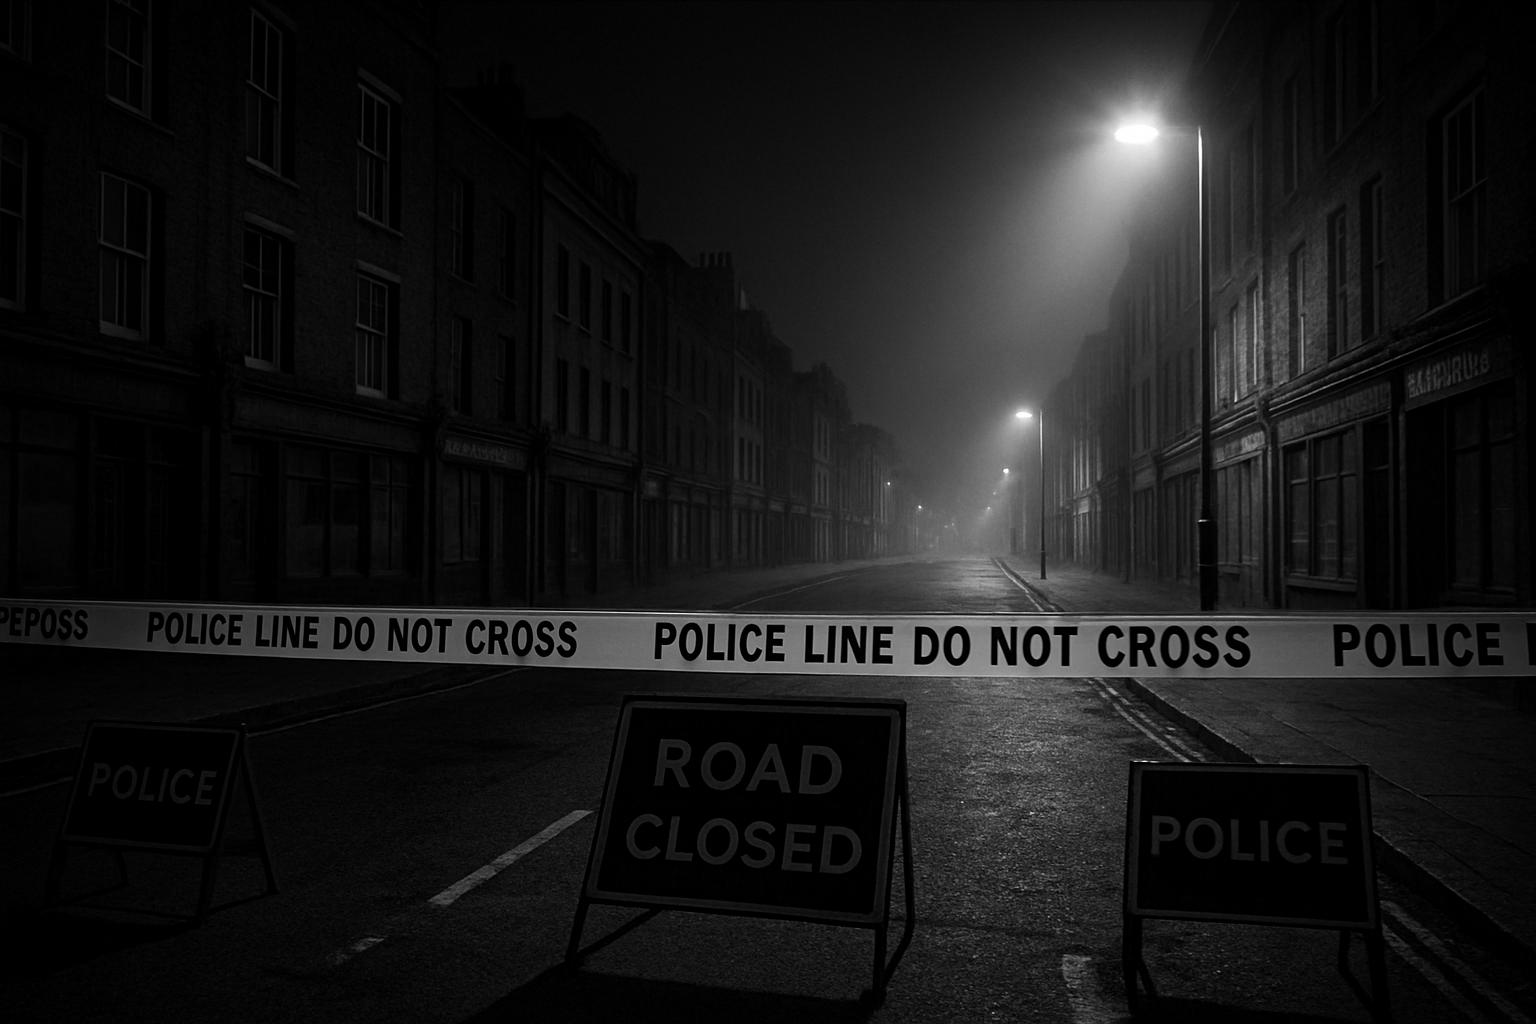 PEPOSS POLICE LINE DO NOT CROSS POLICE LINE DO NOT CROSS POLICE
POLICE
ROAD
CLOSED
POLICE